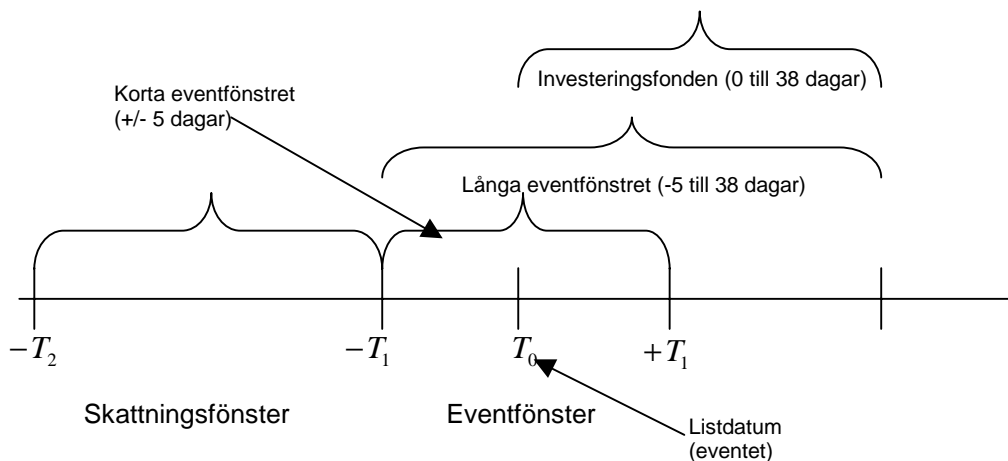 Investeringsfonden (0 till 38 dagar)
Korta eventfönstret
(+/- 5 dagar)
Långa eventfönstret (-5 till 38 dagar)
−T₂ −T₁ T₀ +T₁
Skattningsfönster Eventfönster
Listdatum
(eventet)